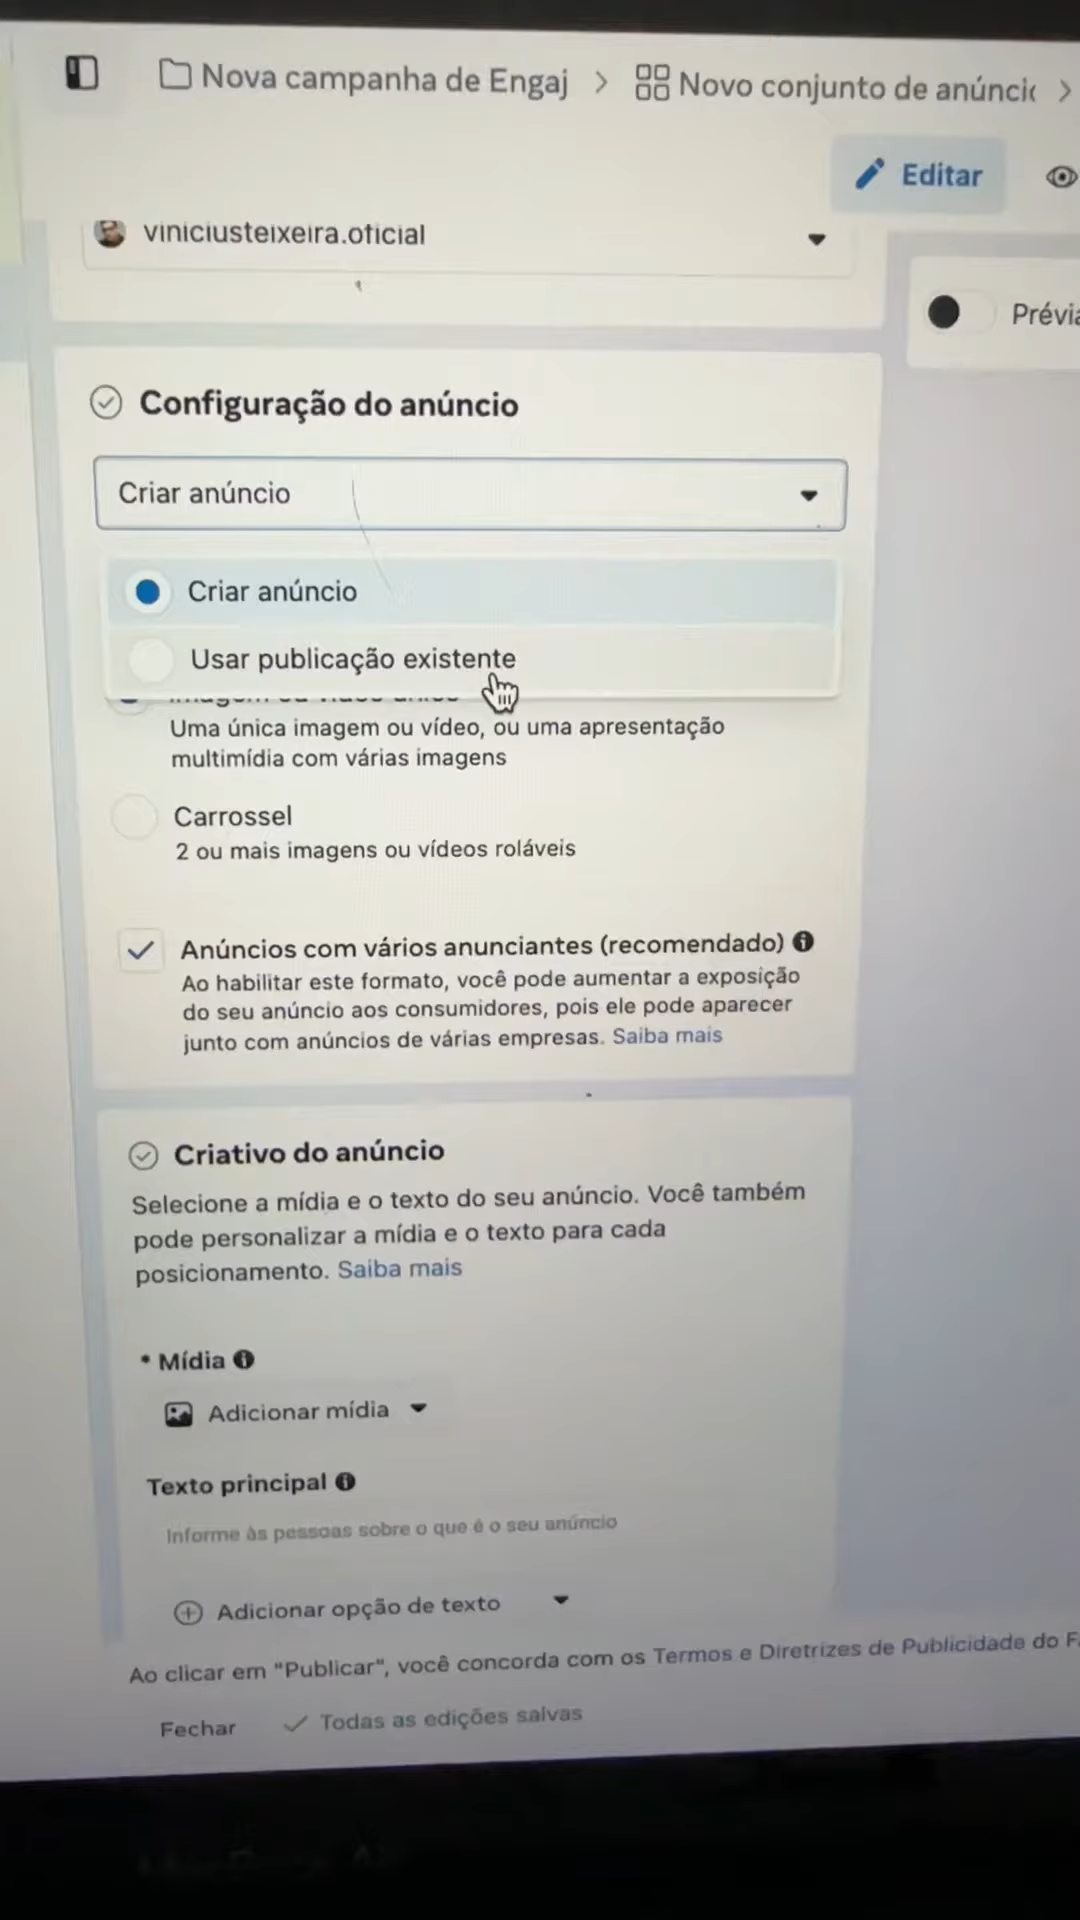 Nova campanha de Engaj > Novo conjunto de anúnci >
Editar
viniciusteixeira.oficial
Prévia
Configuração do anúncio
Criar anúncio
Criar anúncio
Usar publicação existente
Uma única imagem ou vídeo, ou uma apresentação
multimídia com várias imagens
Carrossel
2 ou mais imagens ou vídeos roláveis
Anúncios com vários anunciantes (recomendado)
Ao habilitar este formato, você pode aumentar a exposição
do seu anúncio aos consumidores, pois ele pode aparecer
junto com anúncios de várias empresas. Saiba mais
Criativo do anúncio
Selecione a mídia e o texto do seu anúncio. Você também
pode personalizar a mídia e o texto para cada
posicionamento. Saiba mais
* Mídia
Adicionar mídia
Texto principal
Informe às pessoas sobre o que é o seu anúncio
Adicionar opção de texto
Ao clicar em "Publicar", você concorda com os Termos e Diretrizes de Publicidade do Fa
Fechar
Todas as edições salvas